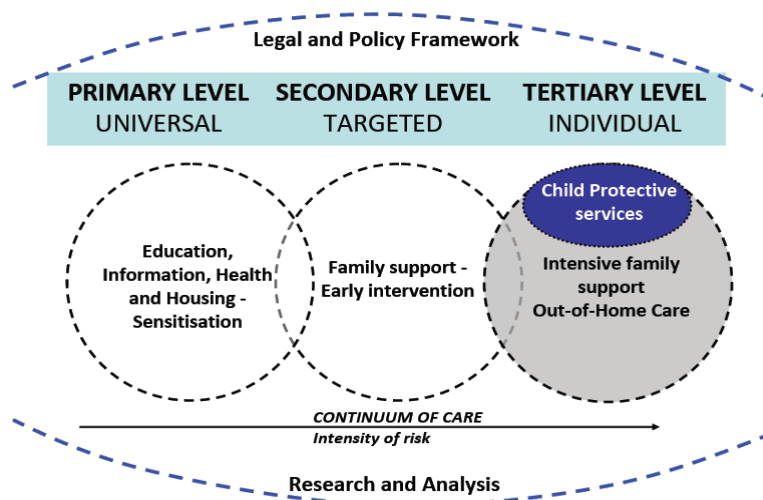 Legal and Policy Framework
PRIMARY LEVEL
UNIVERSAL
SECONDARY LEVEL
TARGETED
TERTIARY LEVEL
INDIVIDUAL
Education,
Information, Health
and Housing -
Sensitisation
Family support -
Early intervention
Child Protective
services
Intensive family
support
Out-of-Home Care
CONTINUUM OF CARE
Intensity of risk
Research and Analysis